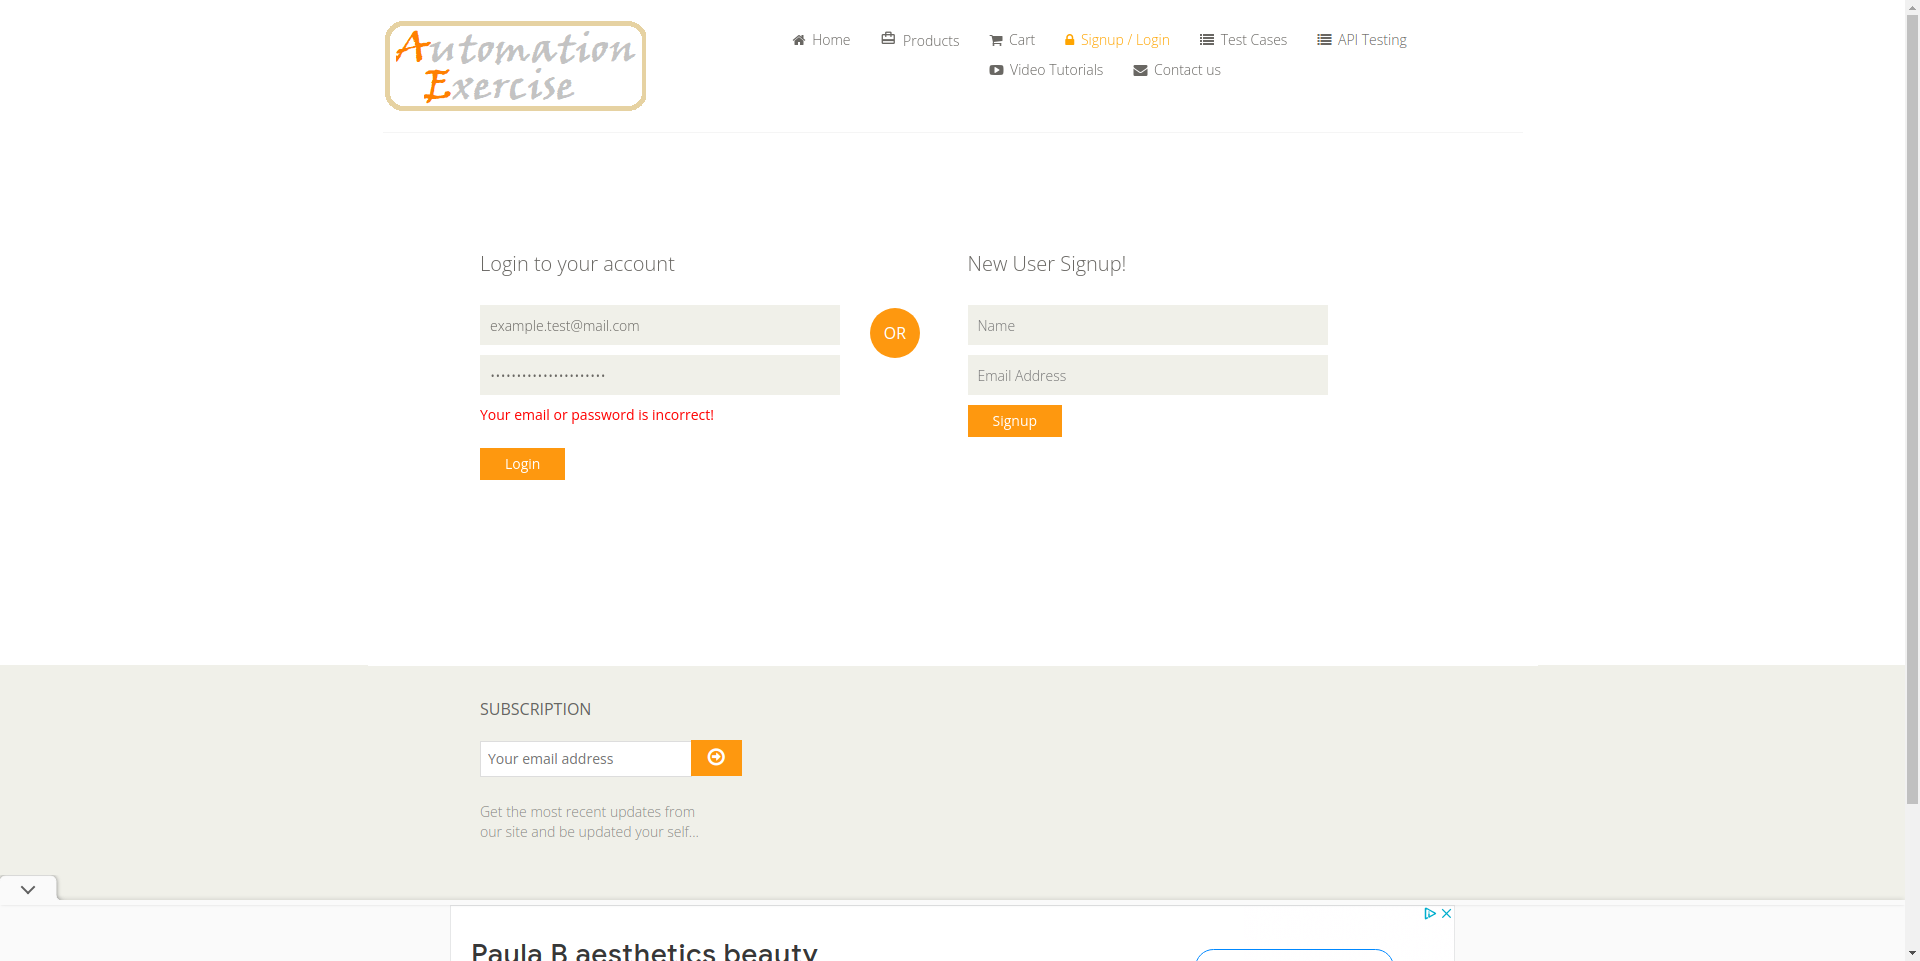 Automation
Exercise
Home
Products
Cart
Signup / Login
Test Cases
API Testing
Video Tutorials
Contact us
Login to your account
example.test@mail.com
••••••••••••••••••••••
Your email or password is incorrect!
Login
OR
New User Signup!
Name
Email Address
Signup
SUBSCRIPTION
Your email address
Get the most recent updates from
our site and be updated your self...
Paula B aesthetics beauty